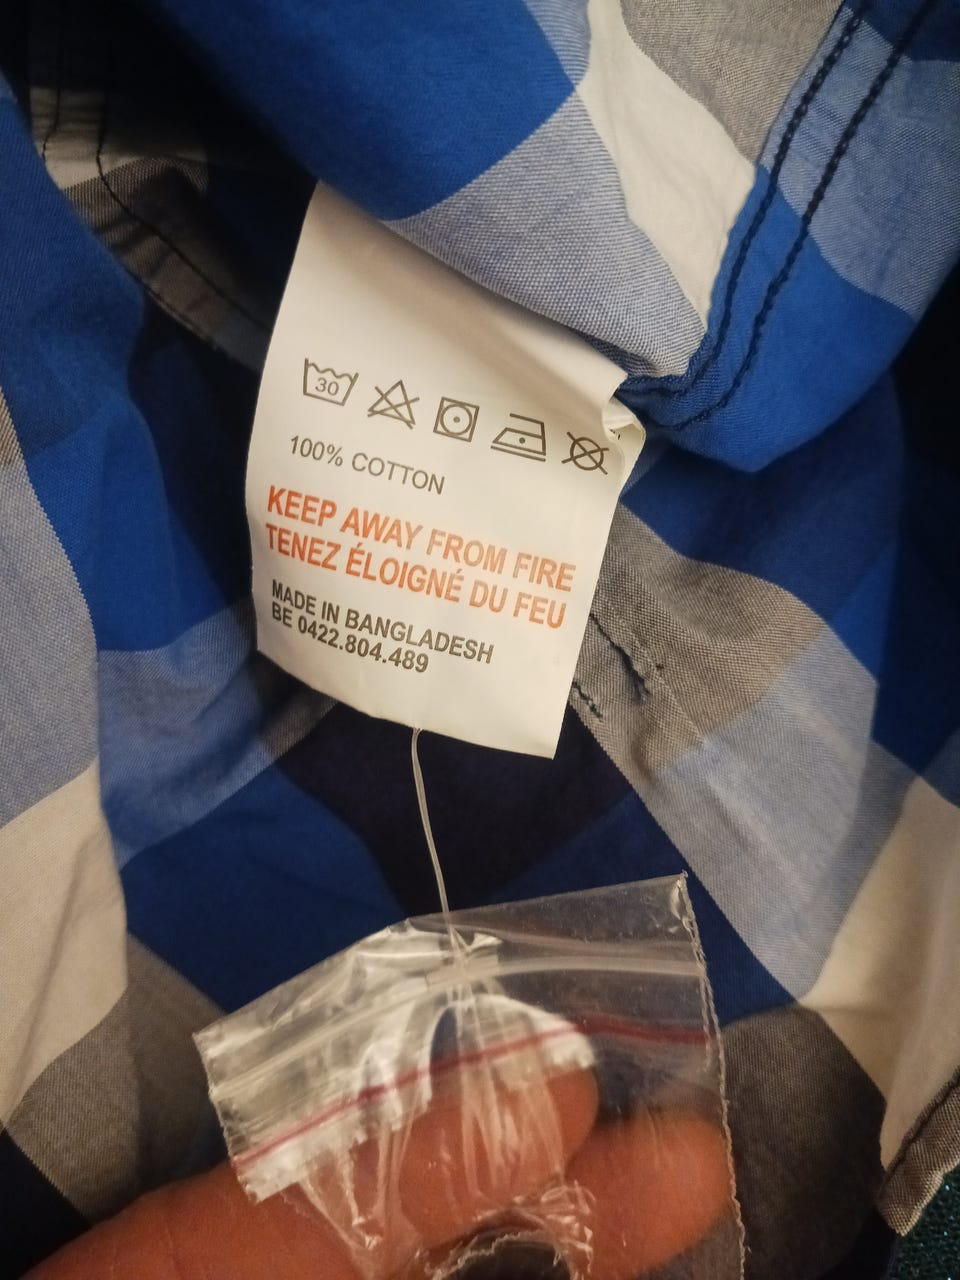 30
100% COTTON
KEEP AWAY FROM FIRE
TENEZ ÉLOIGNÉ DU FEU
MADE IN BANGLADESH
BE 0422.804.489